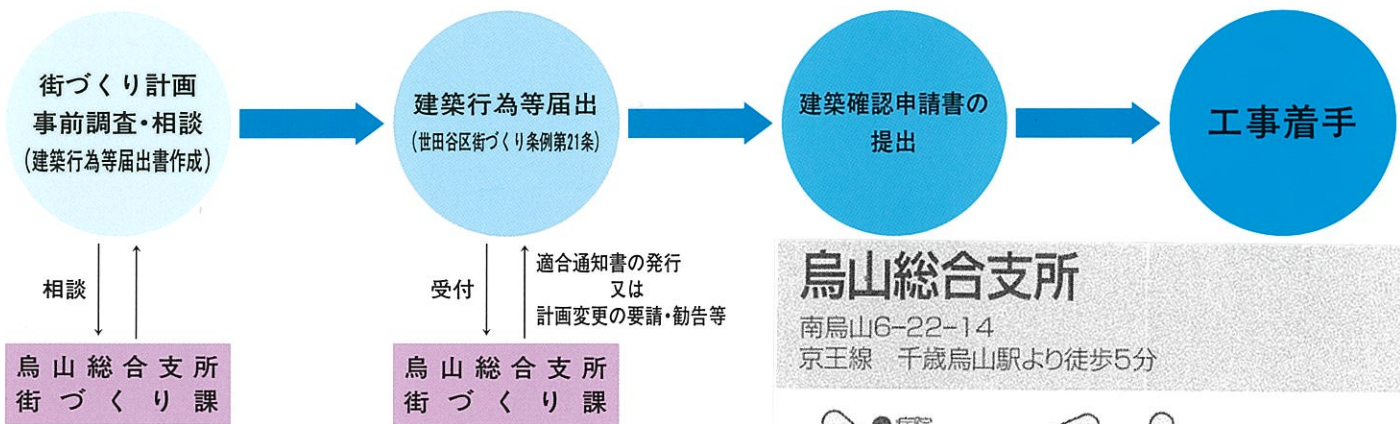 街づくり計画
事前調査・相談
(建築行為等届出書作成)
建築行為等届出
(世田谷区街づくり条例第21条)
建築確認申請書の
提出
工事着手
相談
受付
適合通知書の発行
又は
計画変更の要請・勧告等
烏山総合支所
街づくり課
烏山総合支所
街づくり課
烏山総合支所
南烏山6-22-14
京王線 千歳烏山駅より徒歩5分